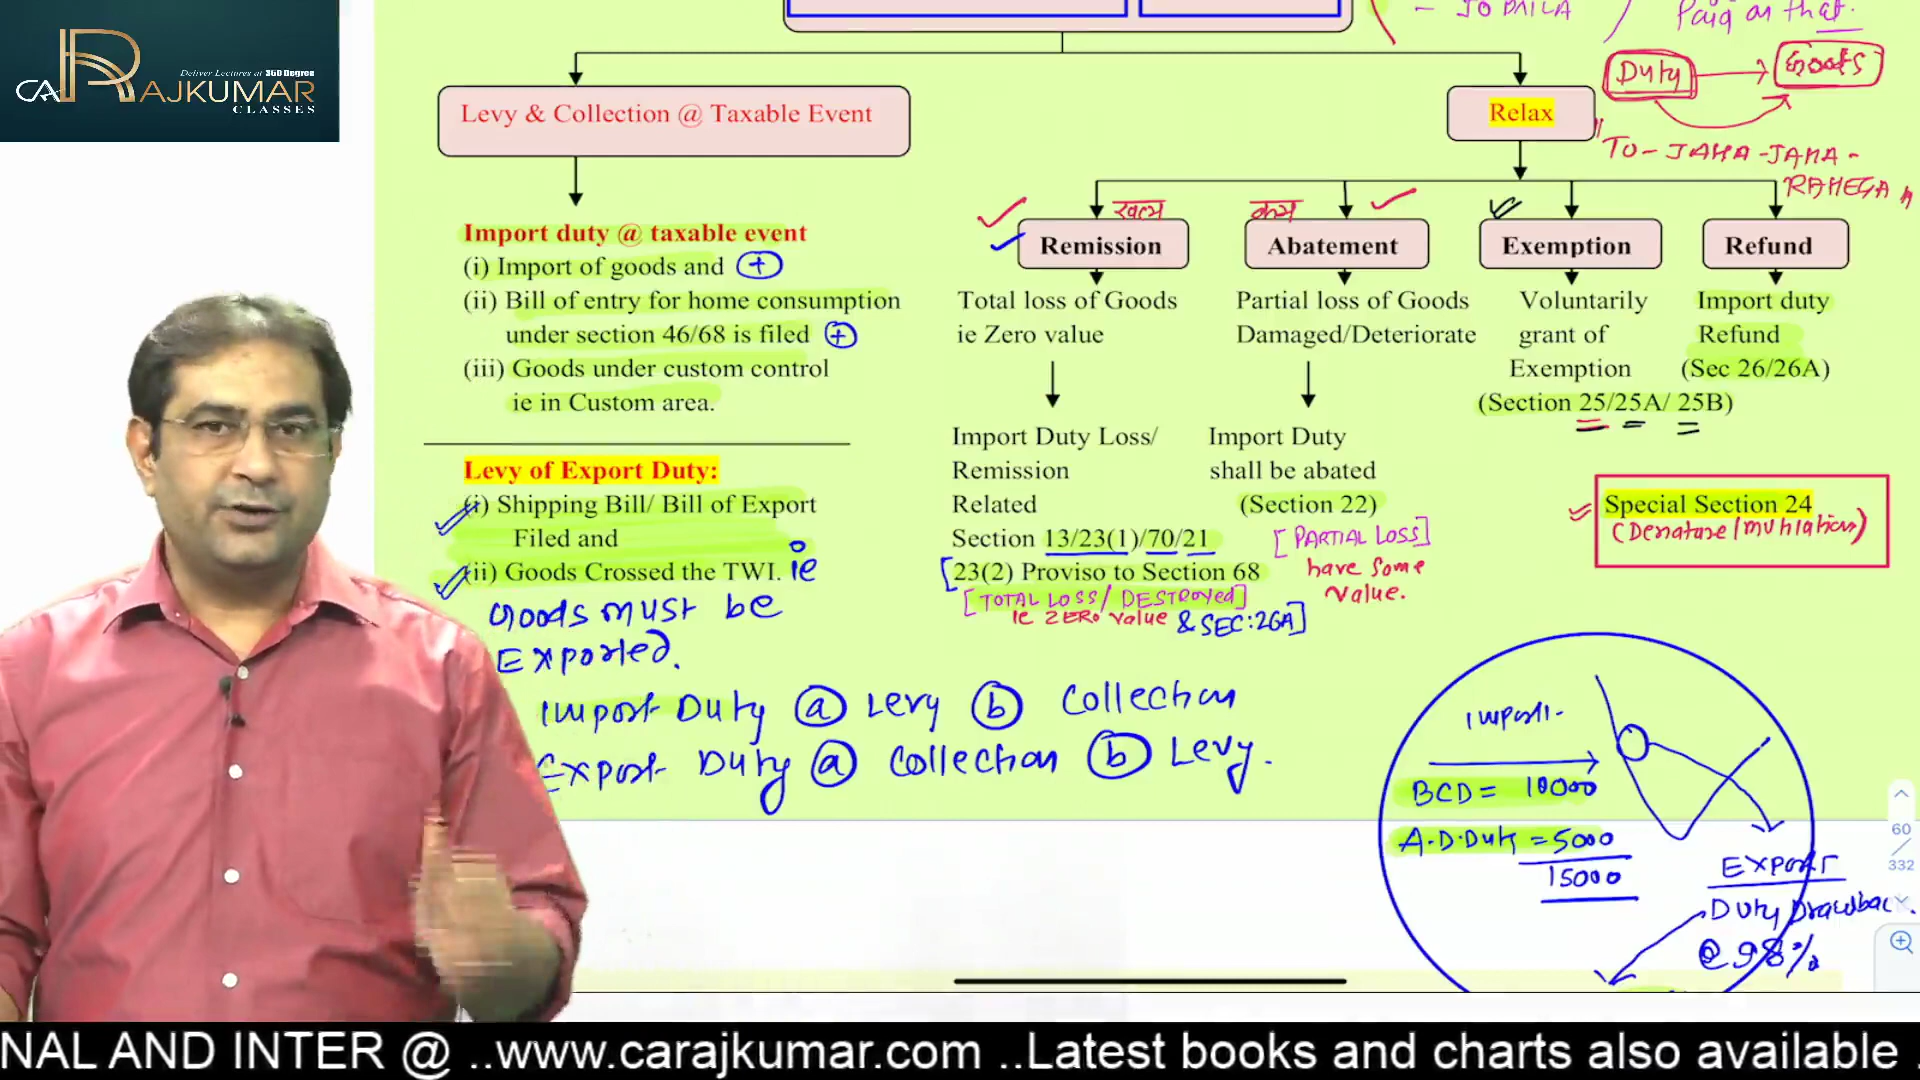 Deliver Lectures at 360 Degree
CA RAJKUMAR
CLASSES
- JO PAILA
Paid on that.
Duty
Goods
"TO - JAHA - JAHA -
RAHEGA"
Levy & Collection @ Taxable Event
Relax
Import duty @ taxable event
(i) Import of goods and +
(ii) Bill of entry for home consumption
under section 46/68 is filed +
(iii) Goods under custom control
ie in Custom area.
Levy of Export Duty:
(i) Shipping Bill/ Bill of Export
Filed and
(ii) Goods Crossed the TWI. ie
Goods must be
Exported.
खत्म
Remission
Total loss of Goods
ie Zero value
Import Duty Loss/
Remission
Related
Section 13/23(1)/70/21
[23(2) Proviso to Section 68
[TOTAL LOSS/ DESTROYED]
ie ZERO value & SEC:26A]
कम
Abatement
Partial loss of Goods
Damaged/Deteriorate
Import Duty
shall be abated
(Section 22)
[PARTIAL LOSS]
have some
value.
Exemption
Voluntarily
grant of
Exemption
(Section 25/25A/ 25B)
Refund
Import duty
Refund
(Sec 26/26A)
Special Section 24
(Denature/mutilation)
Import Duty (a) Levy (b) Collection
Export Duty (a) Collection (b) Levy.
Import
BCD = 10000
A.D.Duty = 5000
15000
EXPORT
Duty Drawback.
@98%
60
332
NAL AND INTER @ ..www.carajkumar.com ..Latest books and charts also available .